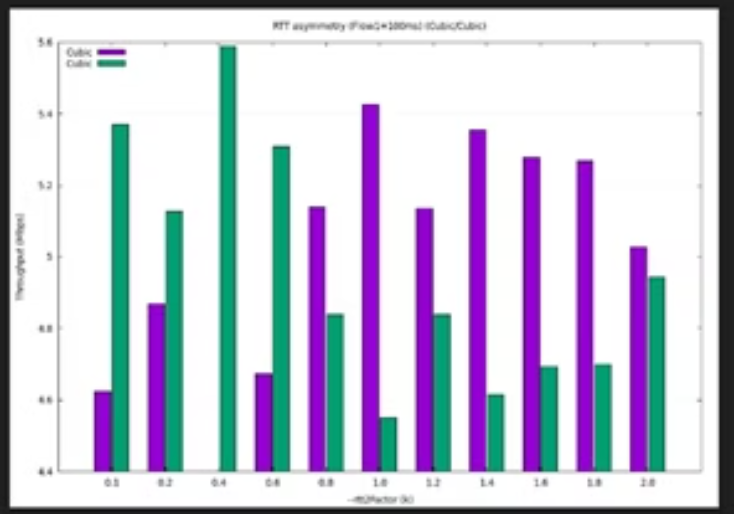 RTT asymmetry (Flow1=100ms) (Cubic/Cubic)
Cubic
Cubic
5.6
5.4
5.2
5
4.8
4.6
4.4
Throughput (Mbps)
0.1 0.2 0.4 0.6 0.8 1.0 1.2 1.4 1.6 1.8 2.0
--rtt2Factor (k)